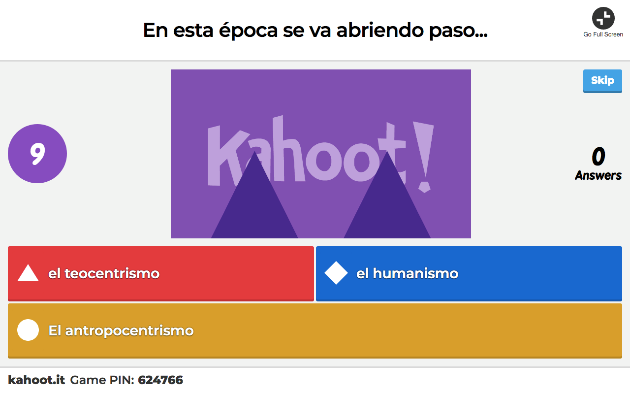 En esta época se va abriendo paso...
Go Full Screen
Skip
Kahoot!
9
0
Answers
el teocentrismo
el humanismo
El antropocentrismo
kahoot.it Game PIN: 624766